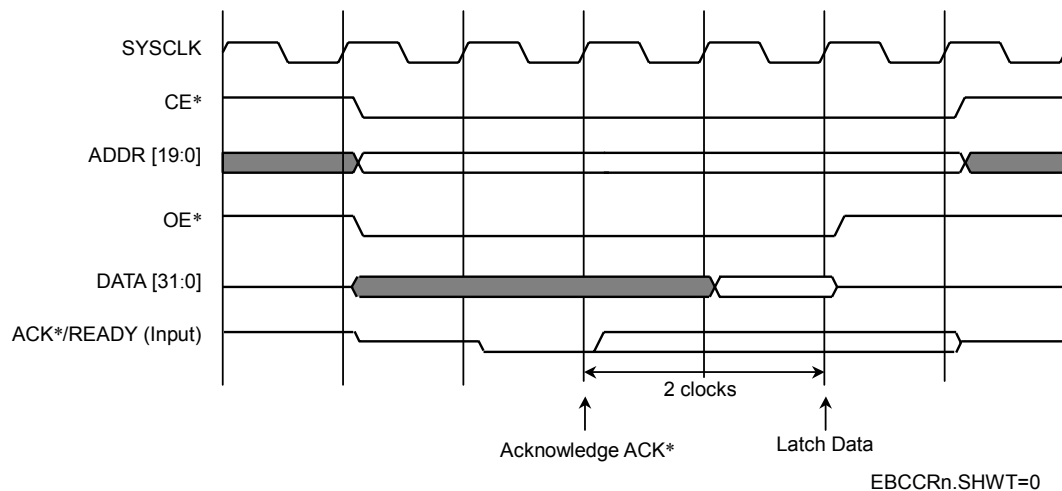 SYSCLK
CE*
ADDR [19:0]
OE*
DATA [31:0]
ACK*/READY (Input)
2 clocks
Acknowledge ACK*
Latch Data
EBCCRn.SHWT=0